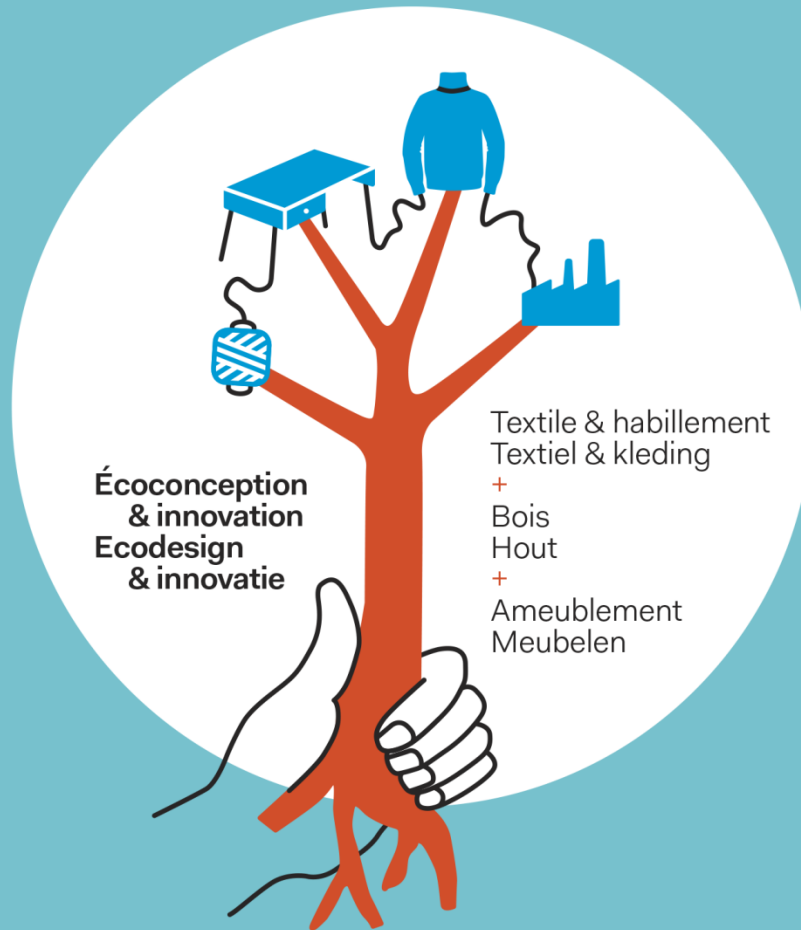 Écoconception
& innovation
Ecodesign
& innovatie
Textile & habillement
Textiel & kleding
+
Bois
Hout
+
Ameublement
Meubelen